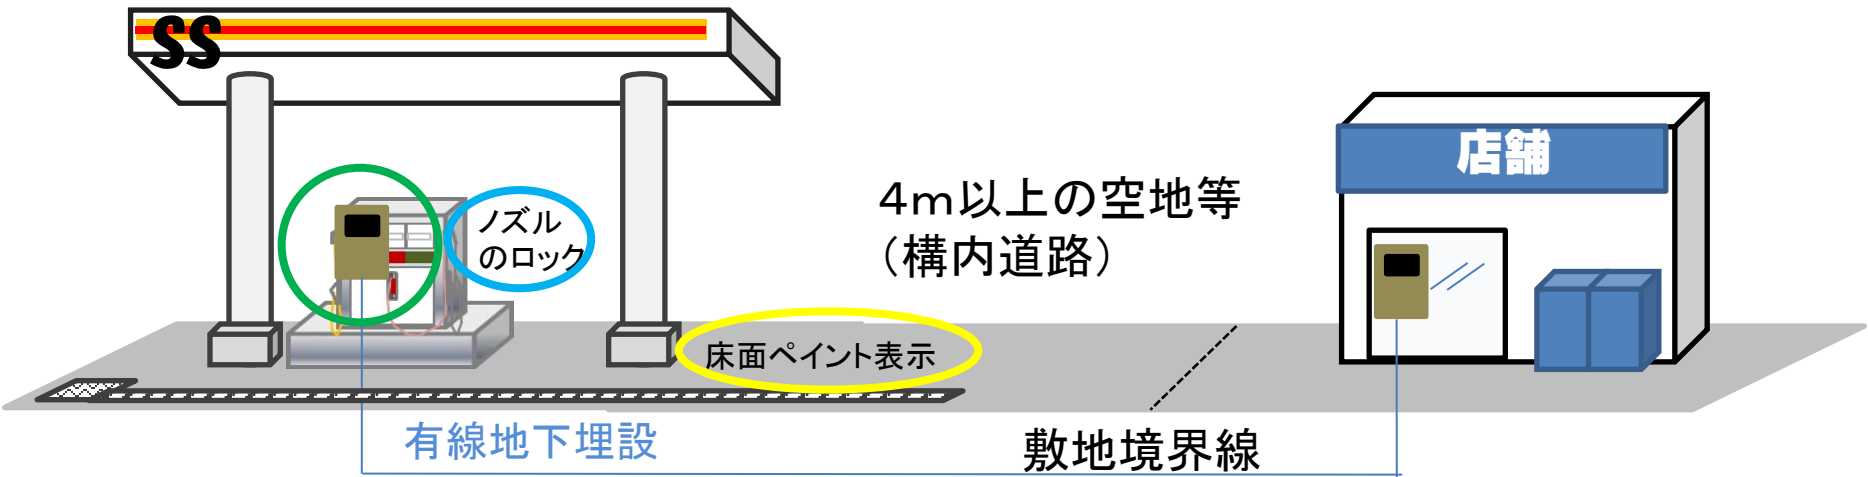 SS
店舗
ノズル
のロック
4m以上の空地等
（構内道路）
床面ペイント表示
有線地下埋設
敷地境界線